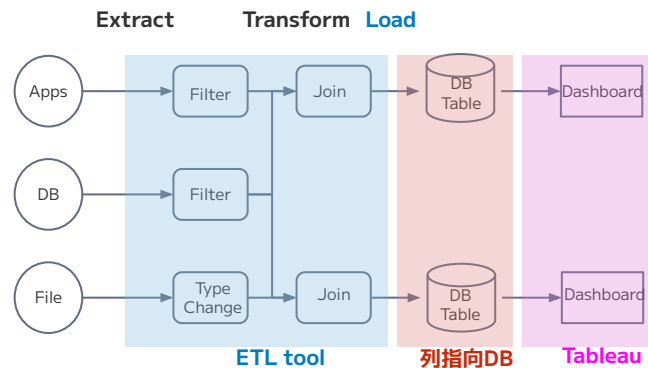 Extract Transform Load
Apps
Filter
Join
DB
Table
Dashboard
DB
Filter
File
Type
Change
Join
DB
Table
Dashboard
ETL tool
列指向DB
Tableau